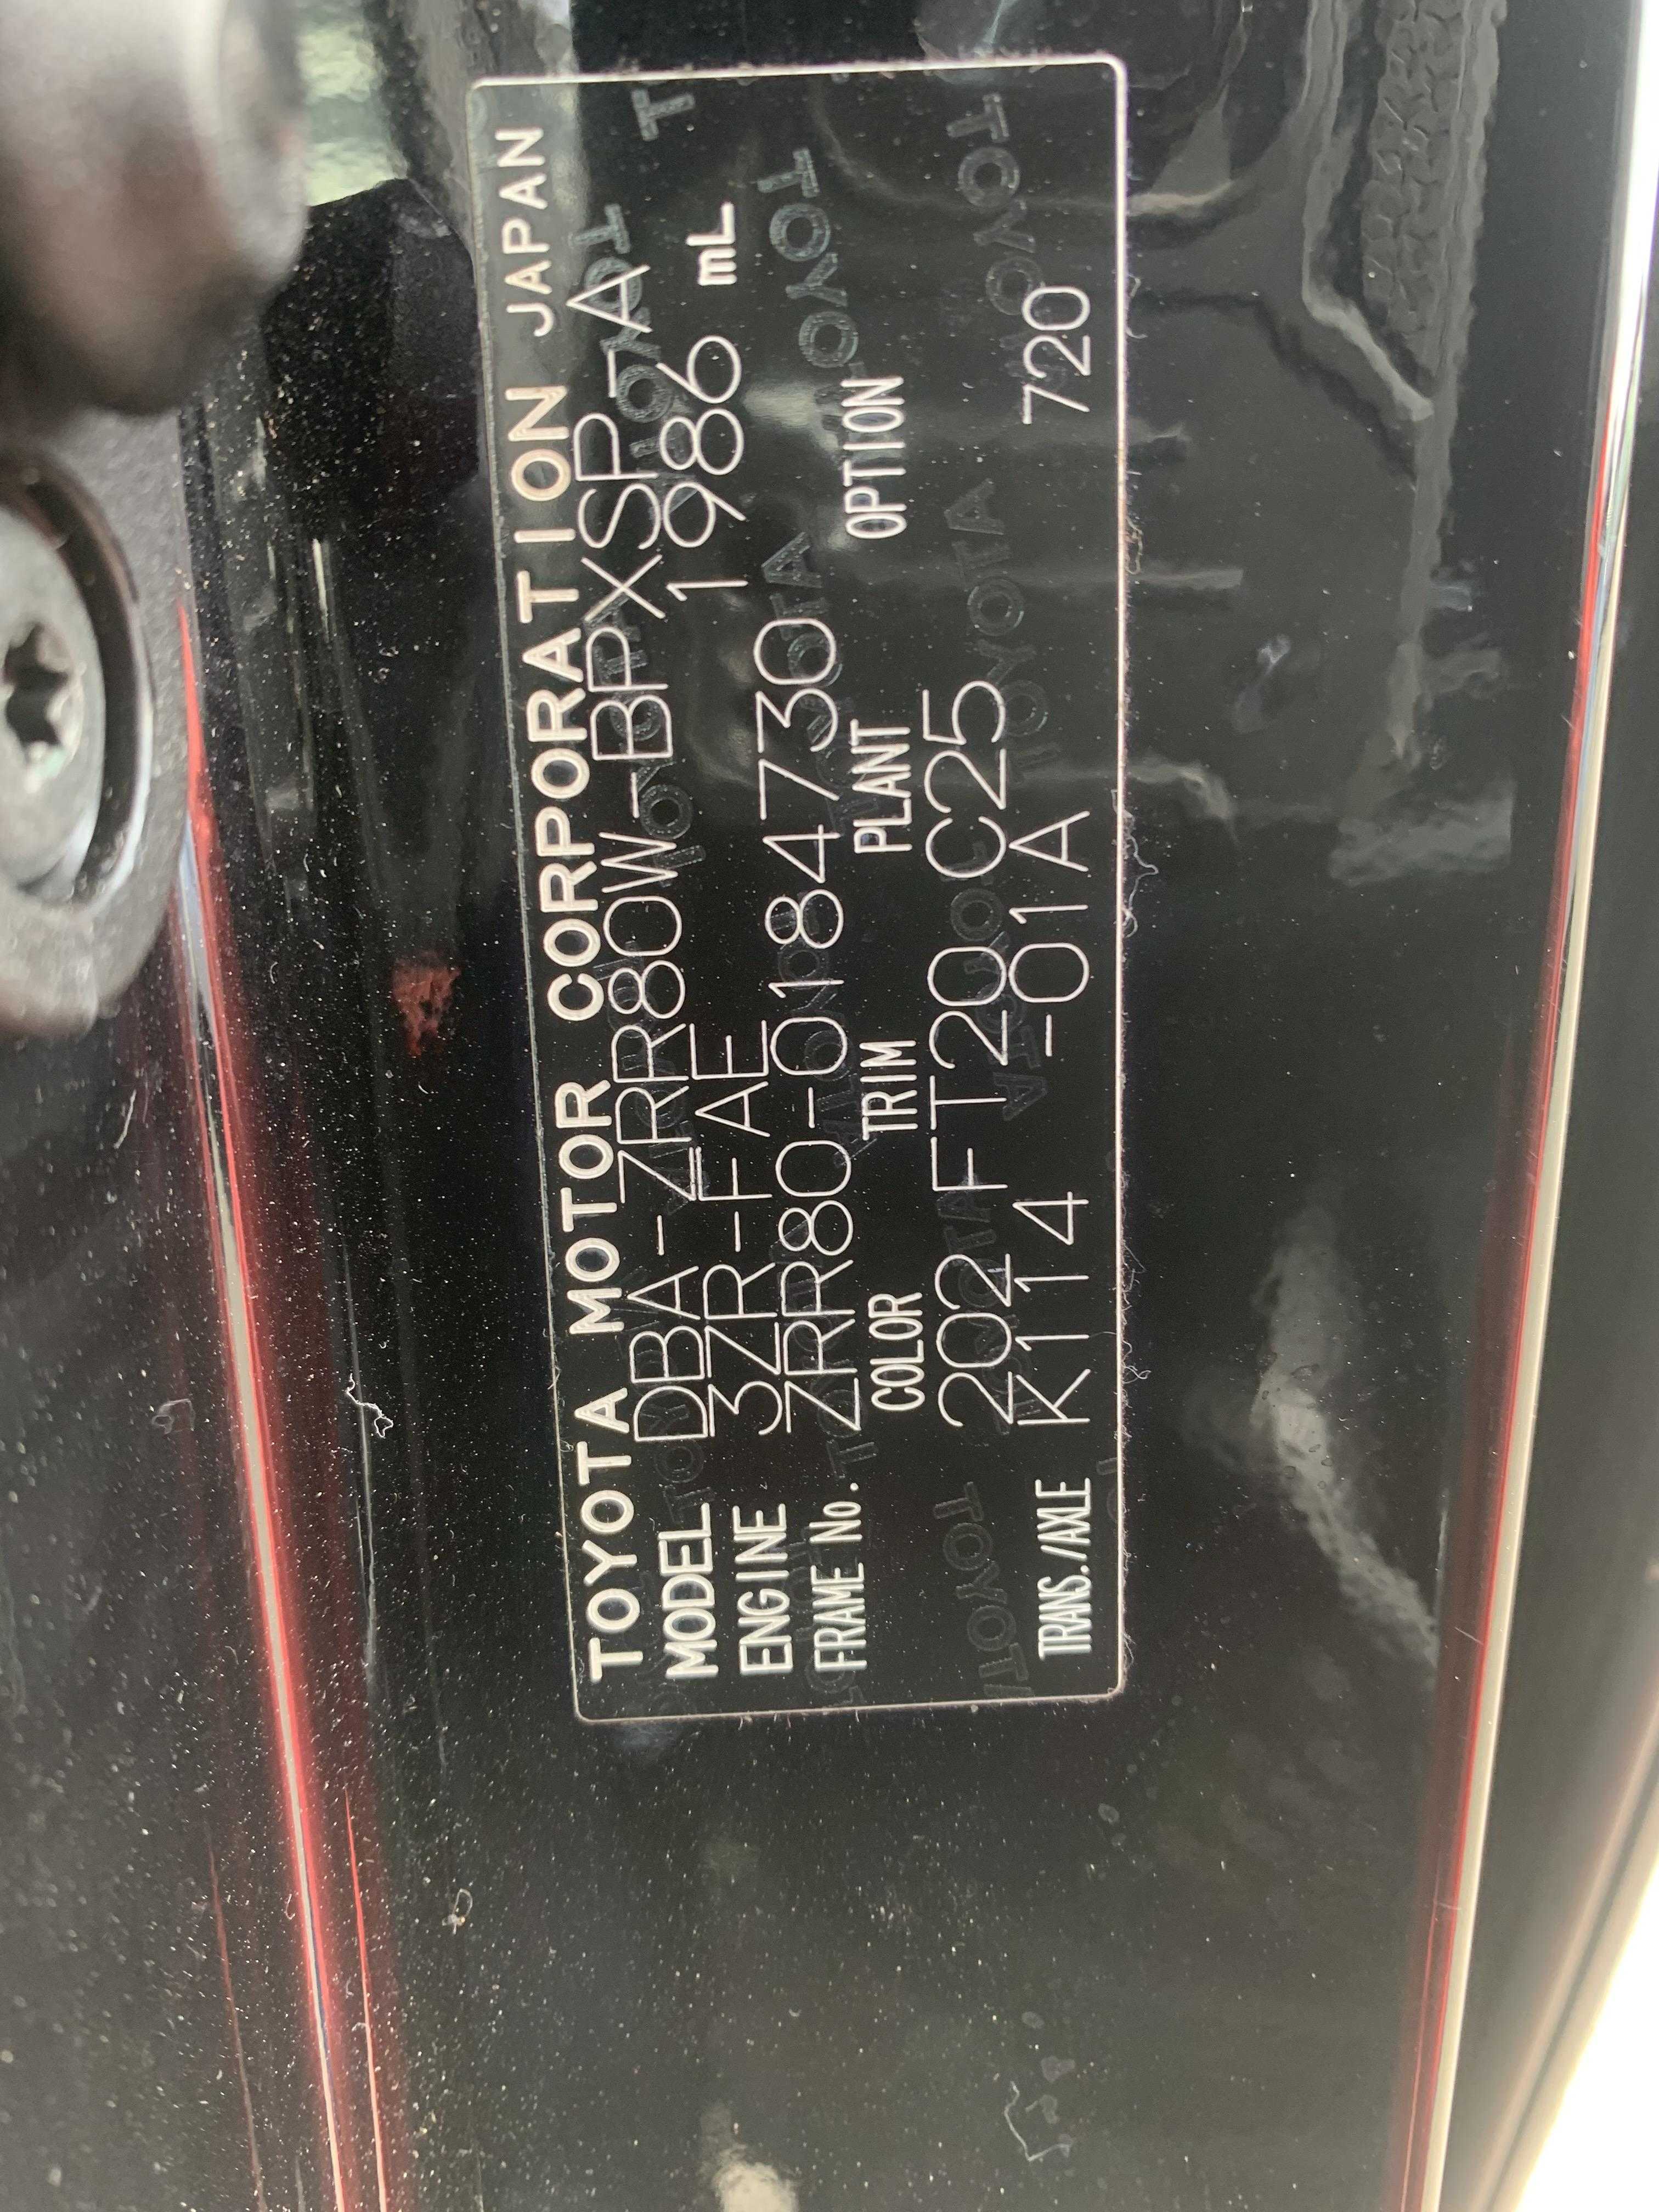 TOYOTA MOTOR CORPORATION JAPAN
MODEL DBA-ZRR80W-BPXSP-A
ENGINE 3ZR-FAE 1986 mL
FRAME No. ZRR80-0184730
COLOR TRIM PLANT OPTION
202 FT20 C25
TRANS./AXLE K114 -01A 720